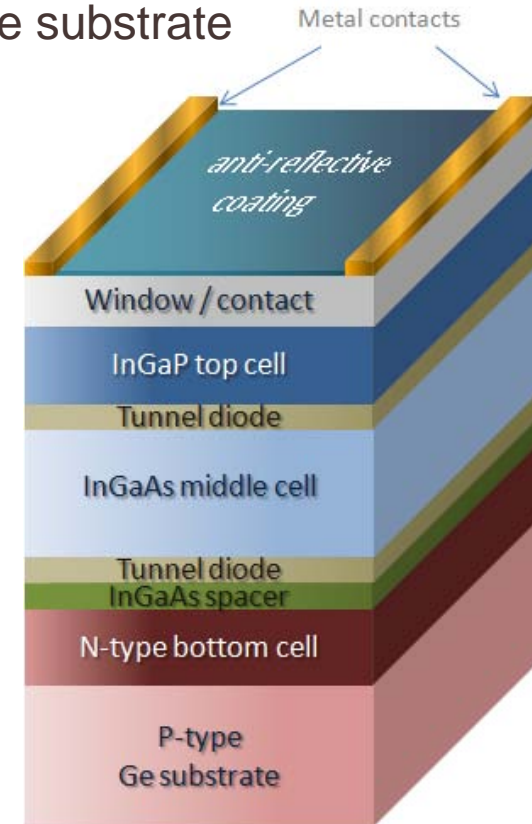 e substrate
Metal contacts
anti-reflective
coating
Window / contact
InGaP top cell
Tunnel diode
InGaAs middle cell
Tunnel diode
InGaAs spacer
N-type bottom cell
P-type
Ge substrate